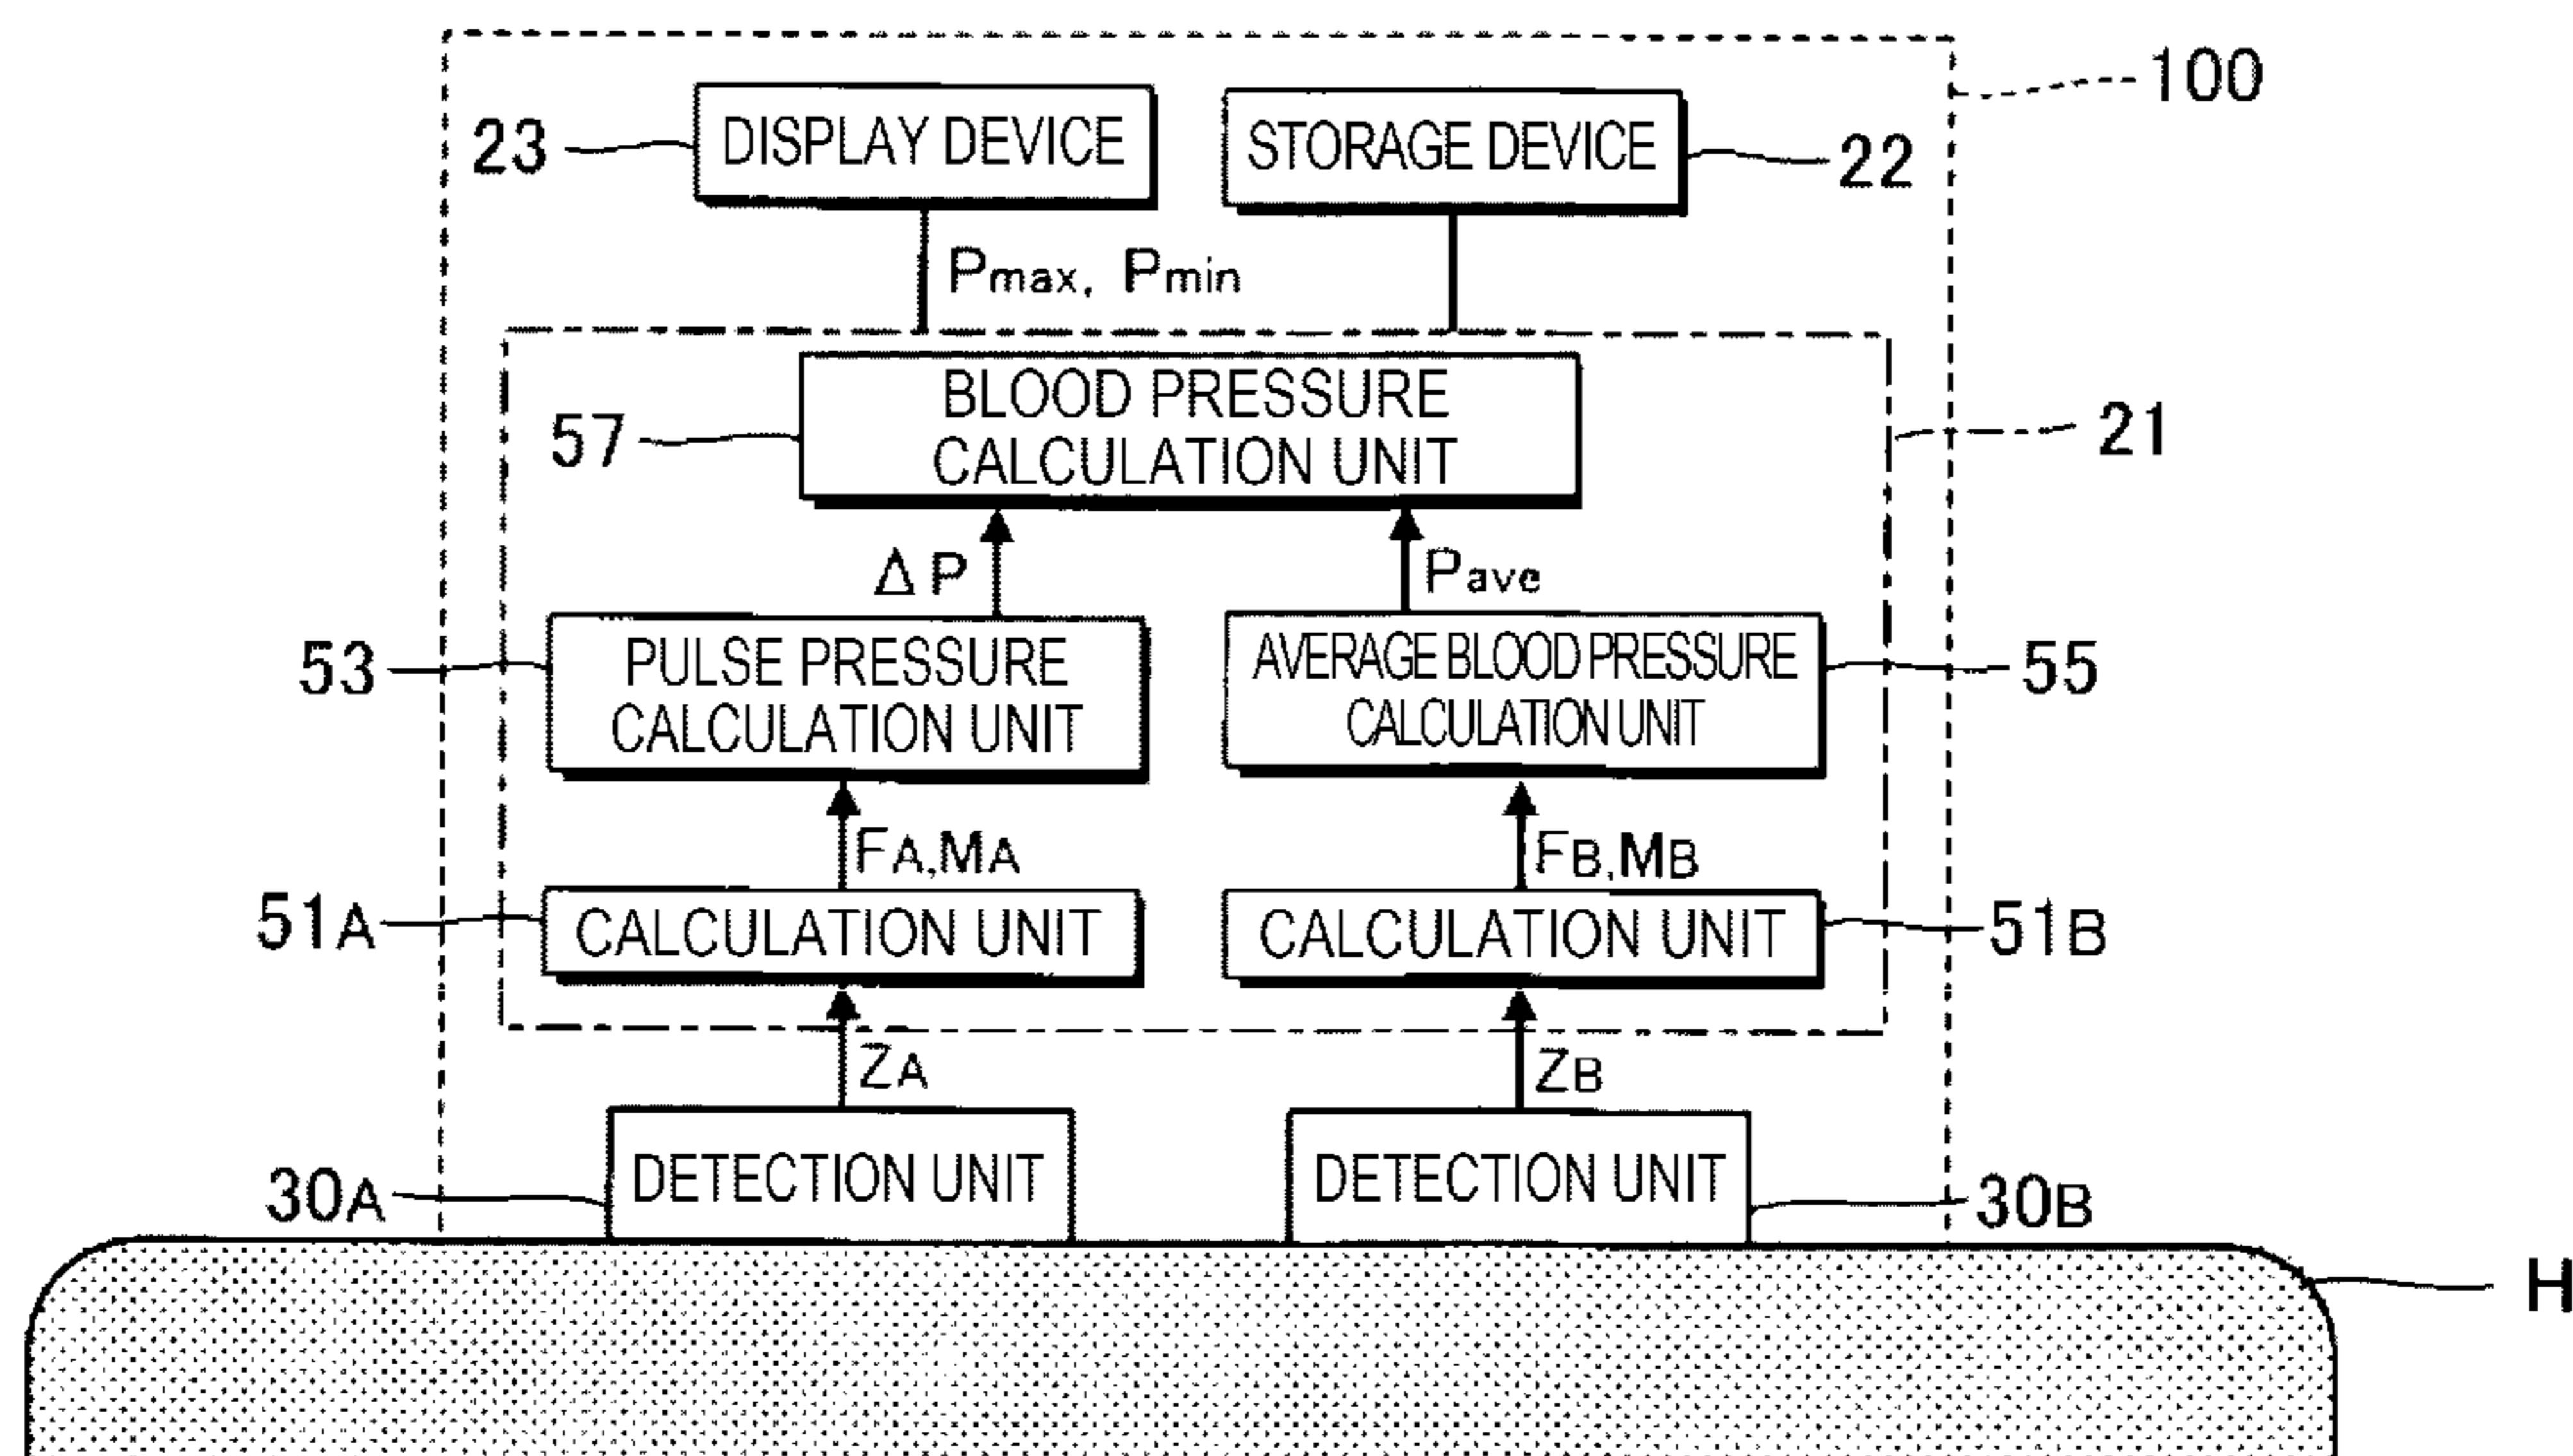 100
23
DISPLAY DEVICE
STORAGE DEVICE
22
Pmax, Pmin
57
BLOOD PRESSURE
CALCULATION UNIT
21
ΔP
Pave
53
PULSE PRESSURE
CALCULATION UNIT
AVERAGE BLOOD PRESSURE
CALCULATION UNIT
55
FA,MA
FB,MB
51A
CALCULATION UNIT
CALCULATION UNIT
51B
ZA
ZB
30A
DETECTION UNIT
DETECTION UNIT
30B
H